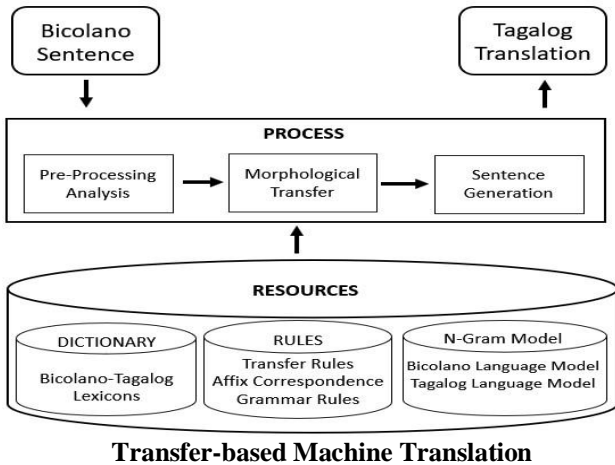 Bicolano
Sentence
Tagalog
Translation
PROCESS
Pre-Processing
Analysis
Morphological
Transfer
Sentence
Generation
RESOURCES
DICTIONARY
Bicolano-Tagalog
Lexicons
RULES
Transfer Rules
Affix Correspondence
Grammar Rules
N-Gram Model
Bicolano Language Model
Tagalog Language Model
Transfer-based Machine Translation